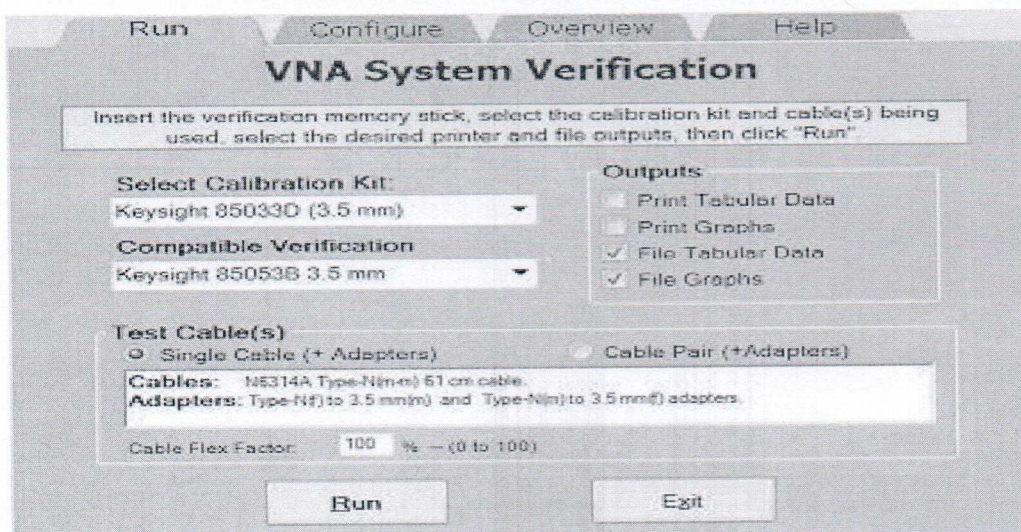 Run Configure Overview Help
VNA System Verification
Insert the verification memory stick, select the calibration kit and cable(s) being
used, select the desired printer and file outputs, then click "Run".
Select Calibration Kit:
Keysight 85033D (3.5 mm)
Compatible Verification
Keysight 85053B 3.5 mm
Outputs
Print Tabular Data
Print Graphs
File Tabular Data
File Graphs
Test Cable(s)
Single Cable (+ Adapters)
Cable Pair (+Adapters)
Cables: N6314A Type-N(m-m) 61 cm cable.
Adapters: Type-N(f) to 3.5 mm(m) and Type-N(m) to 3.5 mm(f) adapters.
Cable Flex Factor: 100 % -- (0 to 100)
Run
Exit